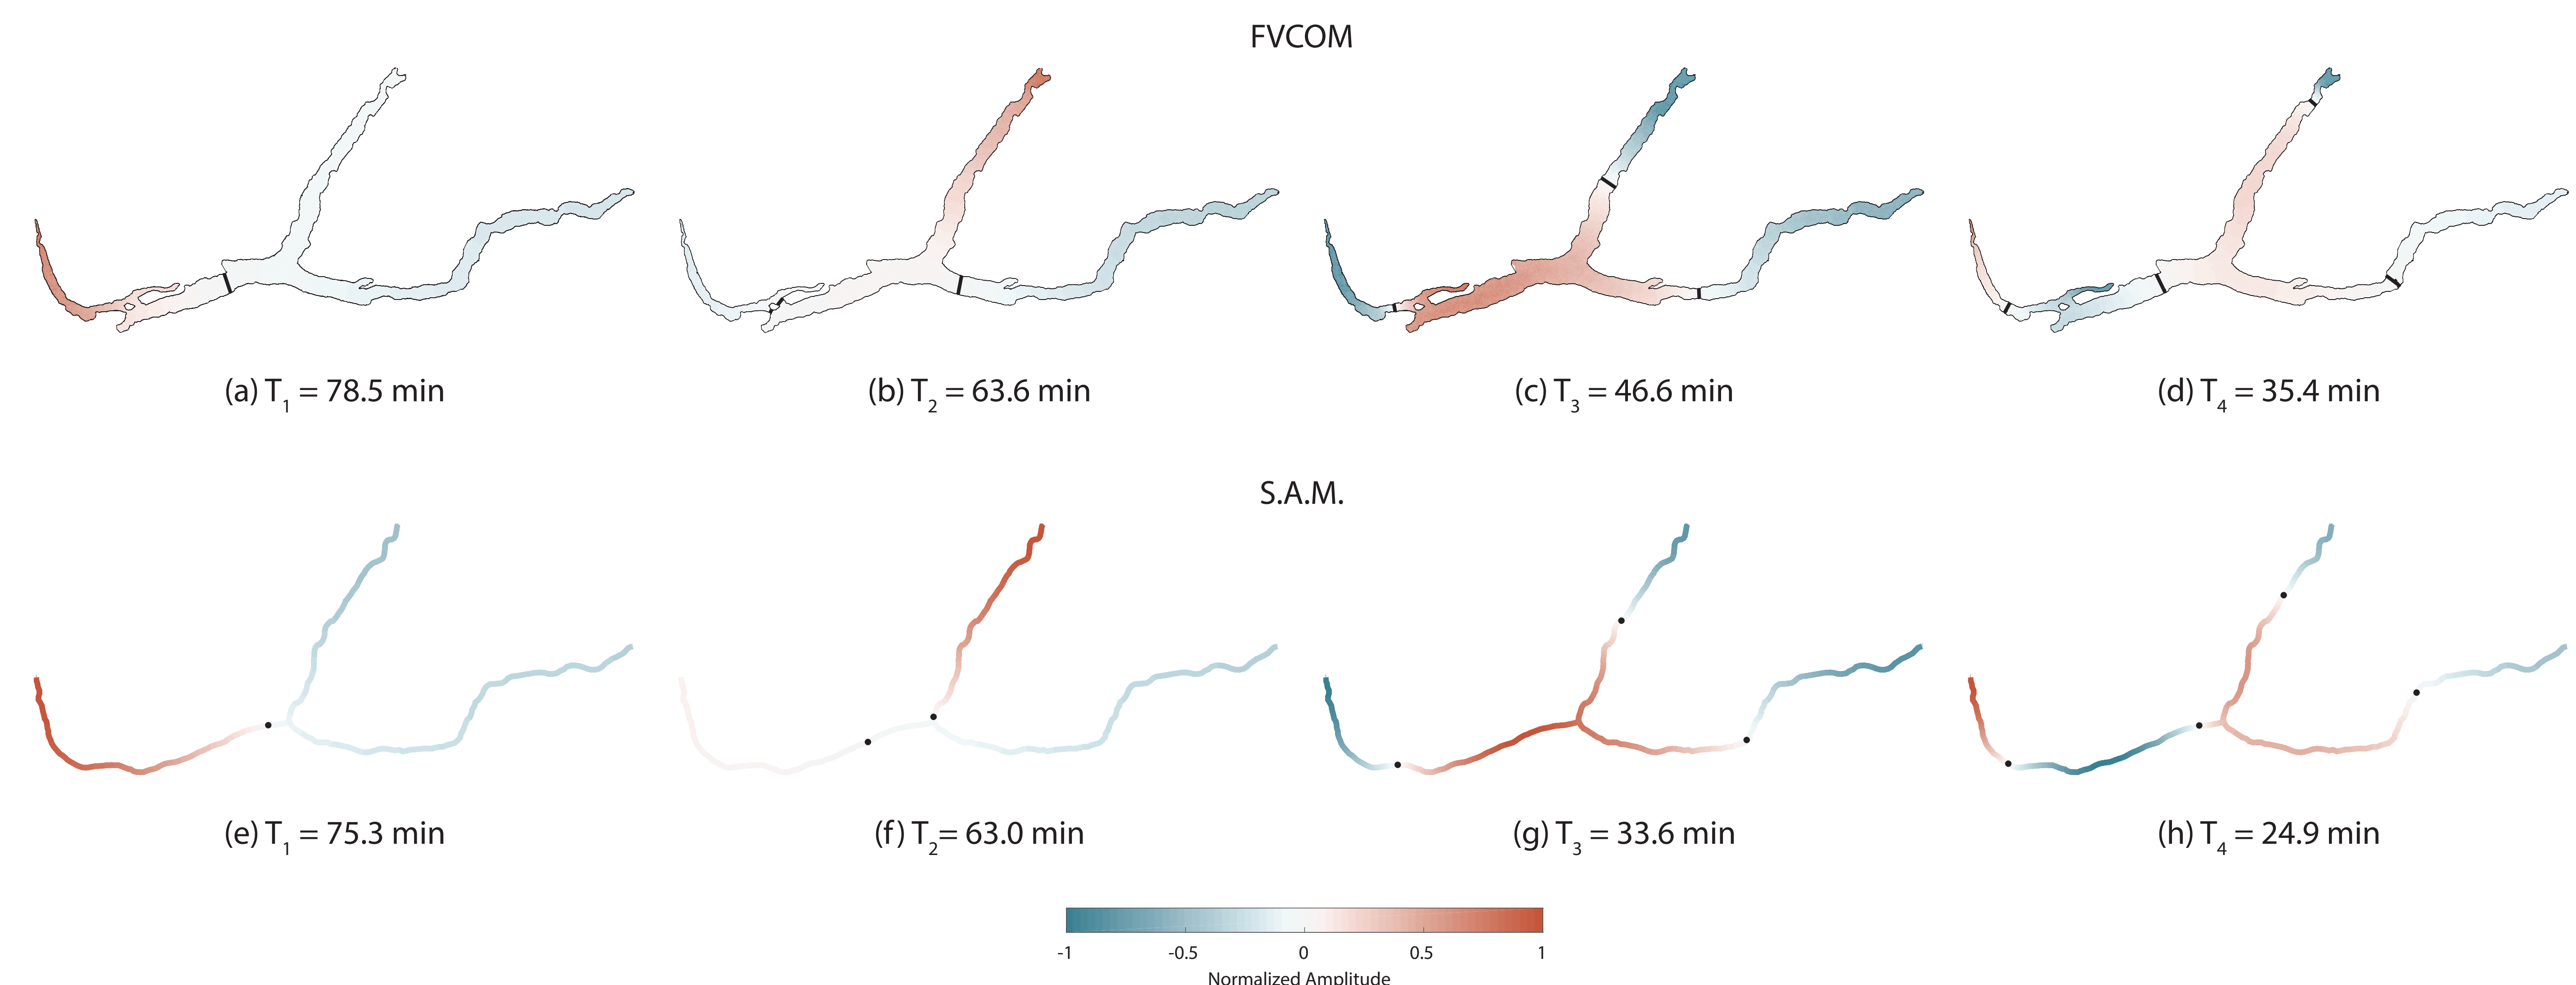 FVCOM
(a) T1 = 78.5 min
(b) T2 = 63.6 min
(c) T3 = 46.6 min
(d) T4 = 35.4 min
S.A.M.
(e) T1 = 75.3 min
(f) T2= 63.0 min
(g) T3 = 33.6 min
(h) T4 = 24.9 min
-1 -0.5 0 0.5 1
Normalized Amplitude